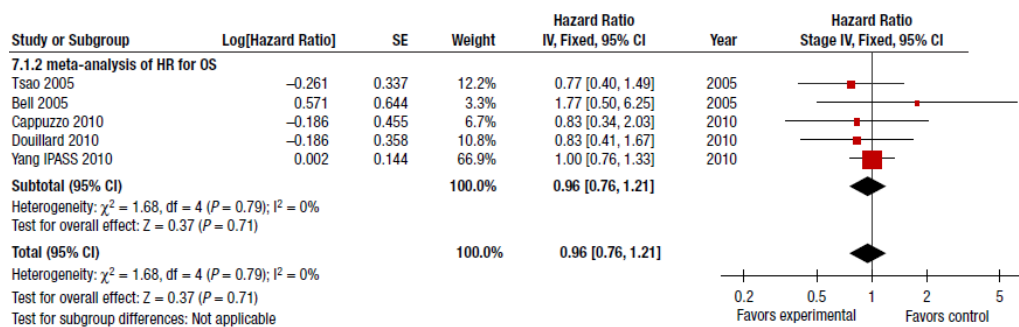 Hazard Ratio Hazard Ratio
Study or Subgroup Log[Hazard Ratio] SE Weight IV, Fixed, 95% CI Year Stage IV, Fixed, 95% CI
7.1.2 meta-analysis of HR for OS
Tsao 2005 –0.261 0.337 12.2% 0.77 [0.40, 1.49] 2005
Bell 2005 0.571 0.644 3.3% 1.77 [0.50, 6.25] 2005
Cappuzzo 2010 –0.186 0.455 6.7% 0.83 [0.34, 2.03] 2010
Douillard 2010 –0.186 0.358 10.8% 0.83 [0.41, 1.67] 2010
Yang IPASS 2010 0.002 0.144 66.9% 1.00 [0.76, 1.33] 2010
Subtotal (95% CI) 100.0% 0.96 [0.76, 1.21]
Heterogeneity: χ² = 1.68, df = 4 (P = 0.79); I² = 0%
Test for overall effect: Z = 0.37 (P = 0.71)
Total (95% CI) 100.0% 0.96 [0.76, 1.21]
Heterogeneity: χ² = 1.68, df = 4 (P = 0.79); I² = 0%
Test for overall effect: Z = 0.37 (P = 0.71)
Test for subgroup differences: Not applicable
0.2 0.5 1 2 5
Favors experimental Favors control